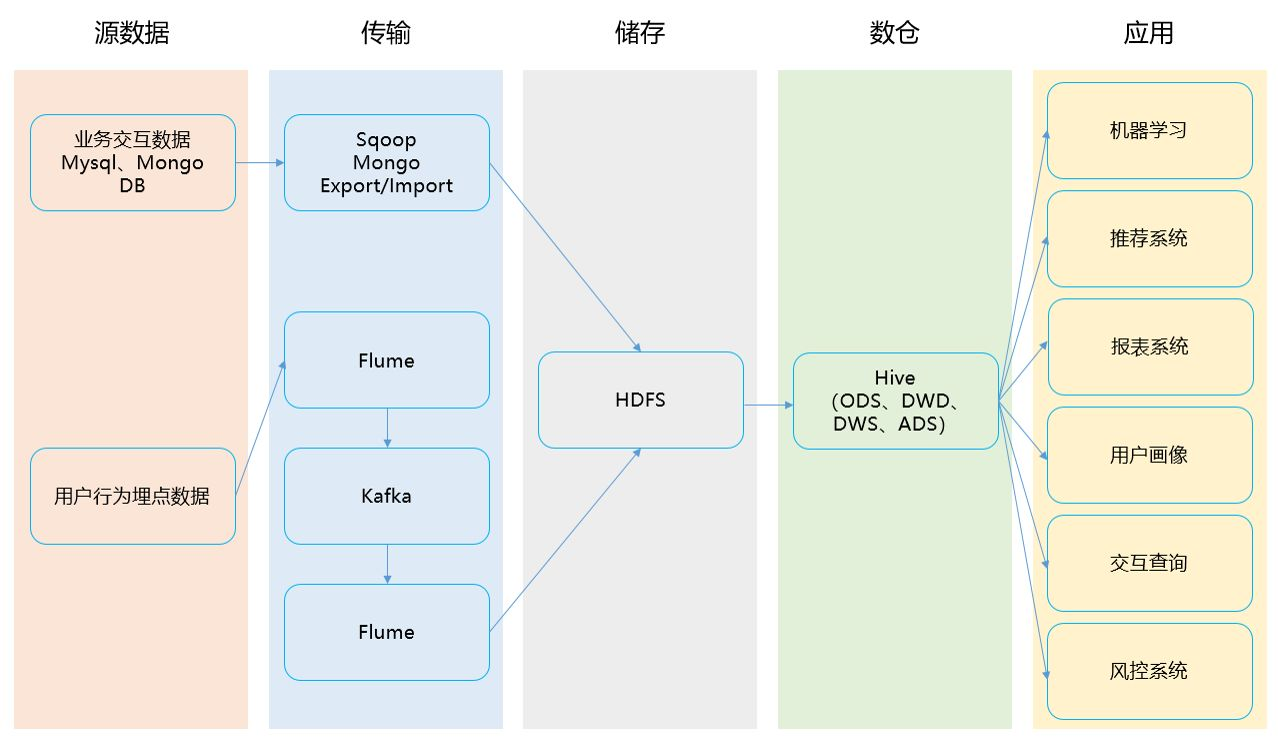 源数据
传输
储存
数仓
应用
业务交互数据
Mysql、Mongo
DB
用户行为埋点数据
Sqoop
Mongo
Export/Import
Flume
Kafka
Flume
HDFS
Hive
（ODS、DWD、
DWS、ADS）
机器学习
推荐系统
报表系统
用户画像
交互查询
风控系统